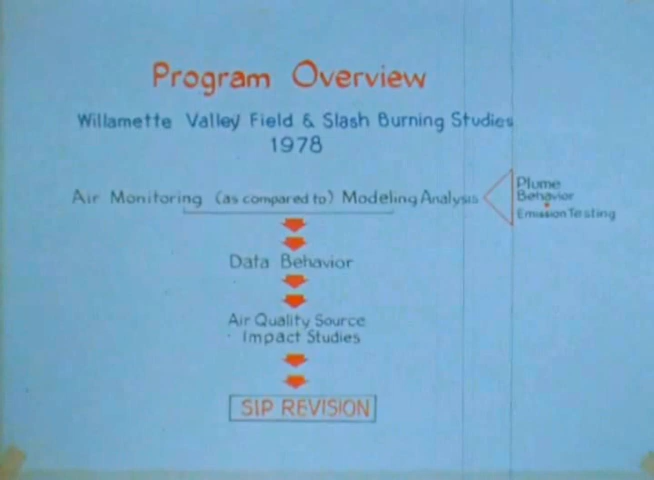 Program Overview
Willamette Valley Field & Slash Burning Studies
1978
Air Monitoring (as compared to) Modeling Analysis
Plume
Behavior
Emission Testing
Data Behavior
Air Quality Source
Impact Studies
SIP REVISION